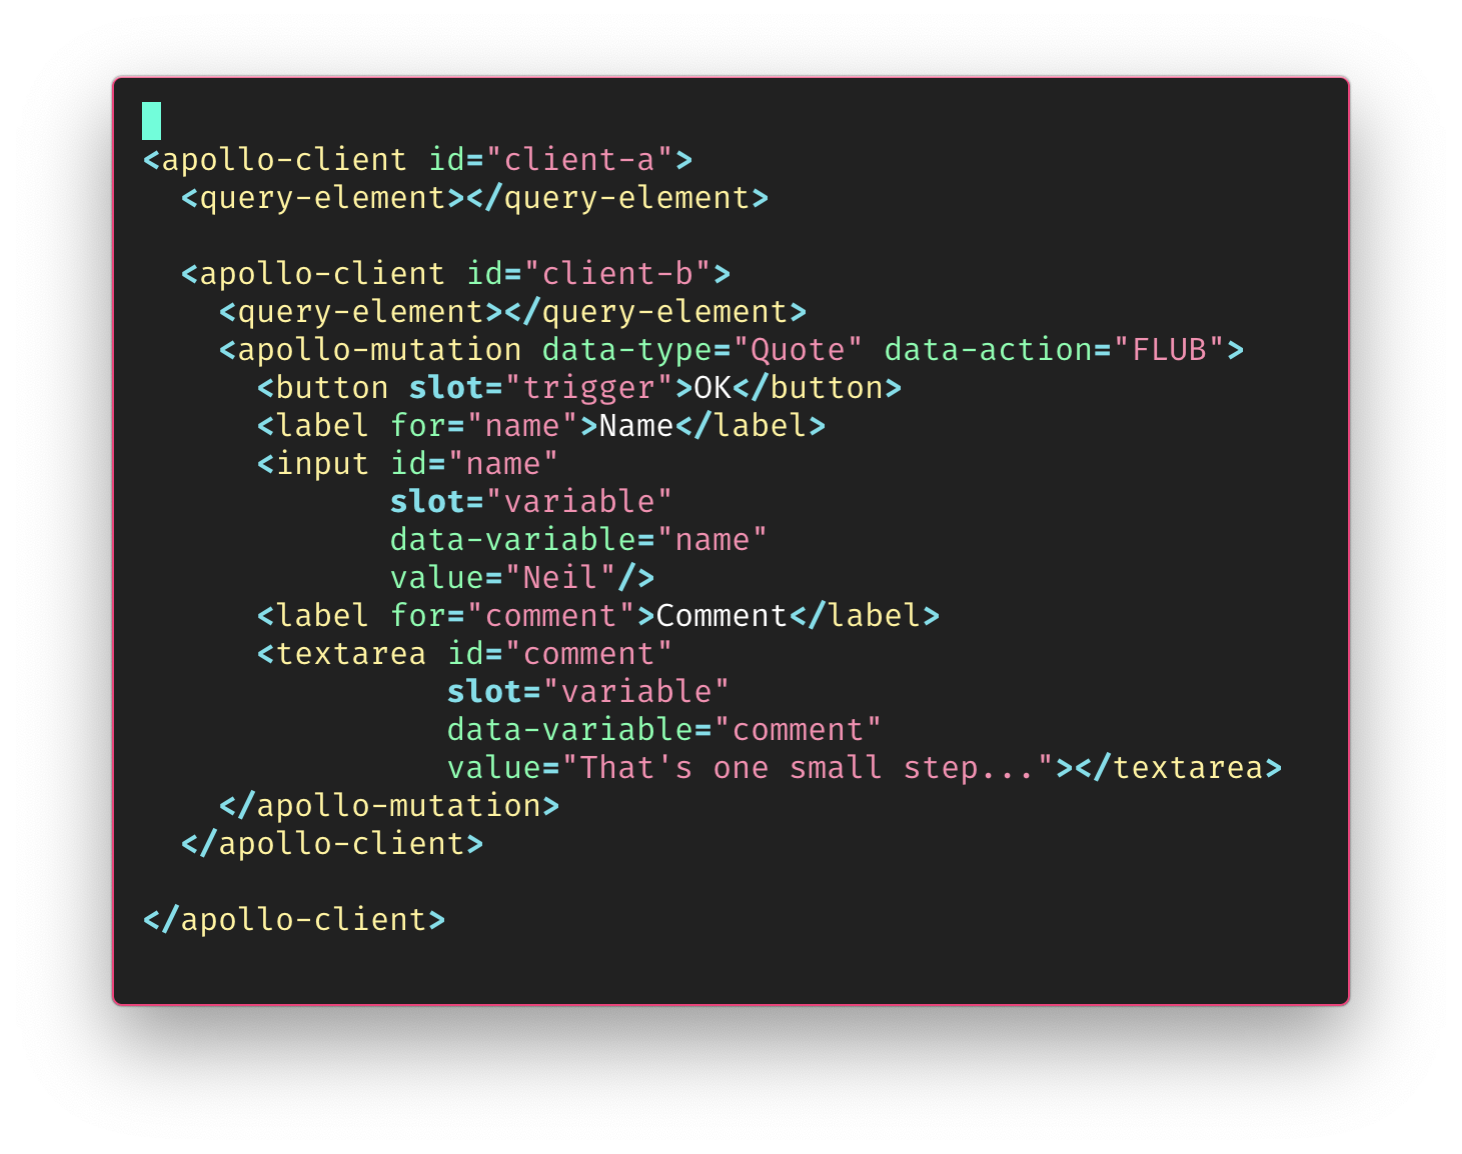 <apollo-client id="client-a">
  <query-element></query-element>

  <apollo-client id="client-b">
    <query-element></query-element>
    <apollo-mutation data-type="Quote" data-action="FLUB">
      <button slot="trigger">OK</button>
      <label for="name">Name</label>
      <input id="name"
             slot="variable"
             data-variable="name"
             value="Neil"/>
      <label for="comment">Comment</label>
      <textarea id="comment"
                slot="variable"
                data-variable="comment"
                value="That's one small step..."></textarea>
    </apollo-mutation>
  </apollo-client>

</apollo-client>